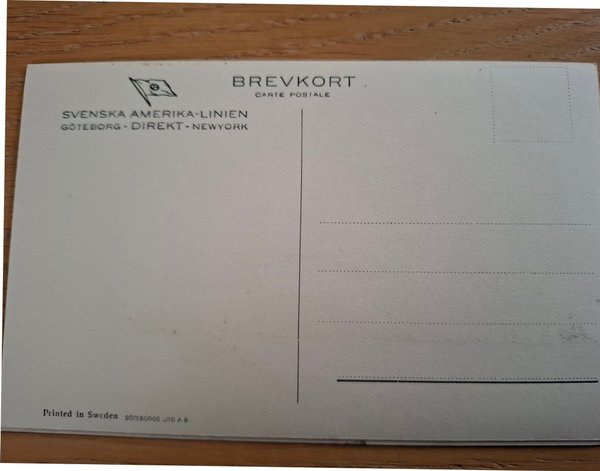 BREVKORT
CARTE POSTALE
SVENSKA AMERIKA-LINIEN
GÖTEBORG - DIREKT - NEWYORK
Printed in Sweden GÖTEBORGS LITO A.B.